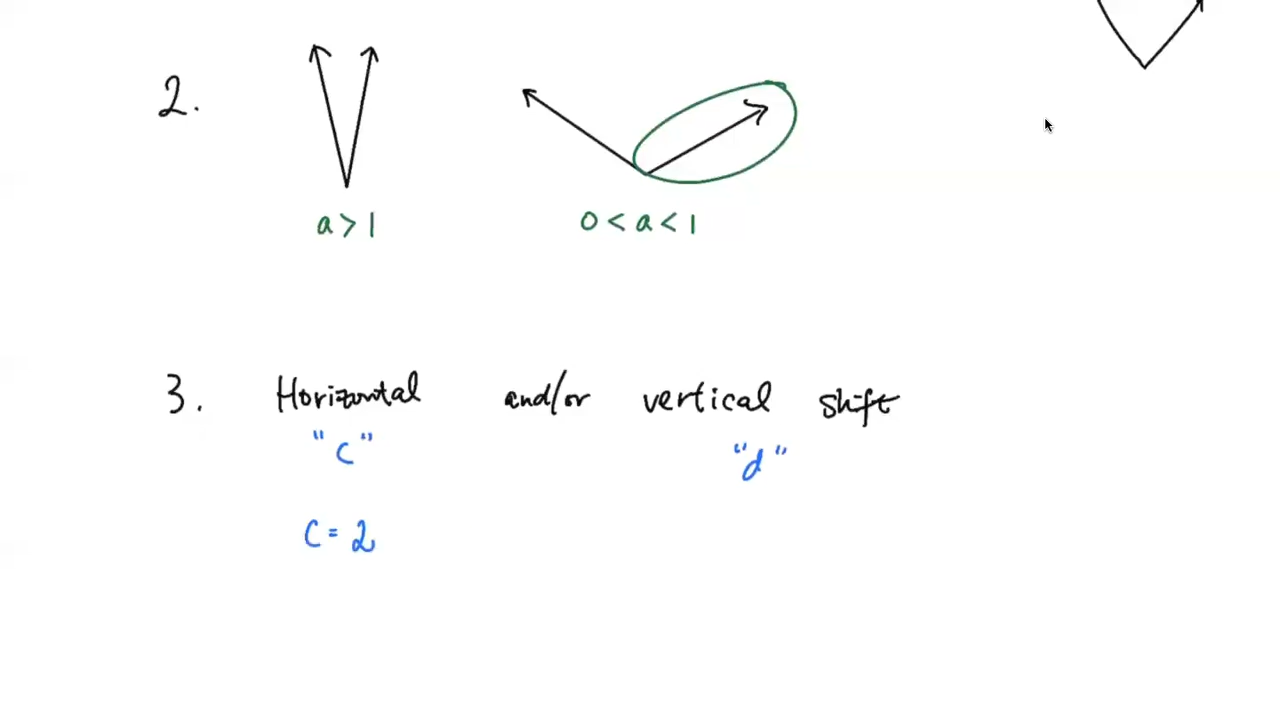 2.
a > 1 0 < a < 1
3. Horizontal and/or vertical shift
"c" "d"
c = 2